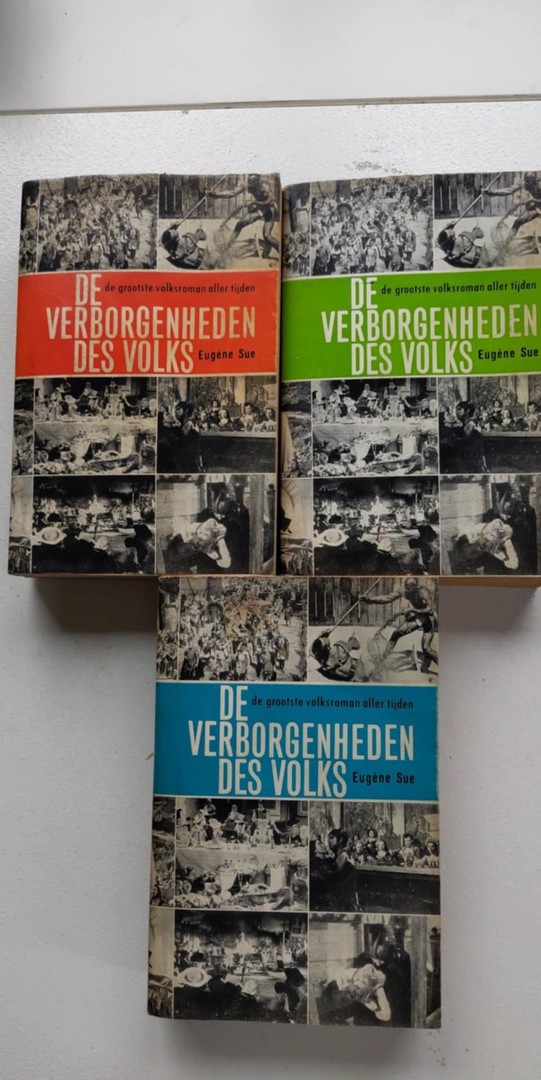 DE de grootste volksroman aller tijden
VERBORGENHEDEN
DES VOLKS Eugène Sue
DE de grootste volksroman aller tijden
VERBORGENHEDEN
DES VOLKS Eugène Sue
DE de grootste volksroman aller tijden
VERBORGENHEDEN
DES VOLKS Eugène Sue